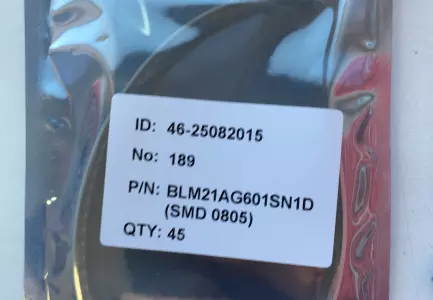 ID: 46-25082015
No: 189
P/N: BLM21AG601SN1D
(SMD 0805)
QTY: 45